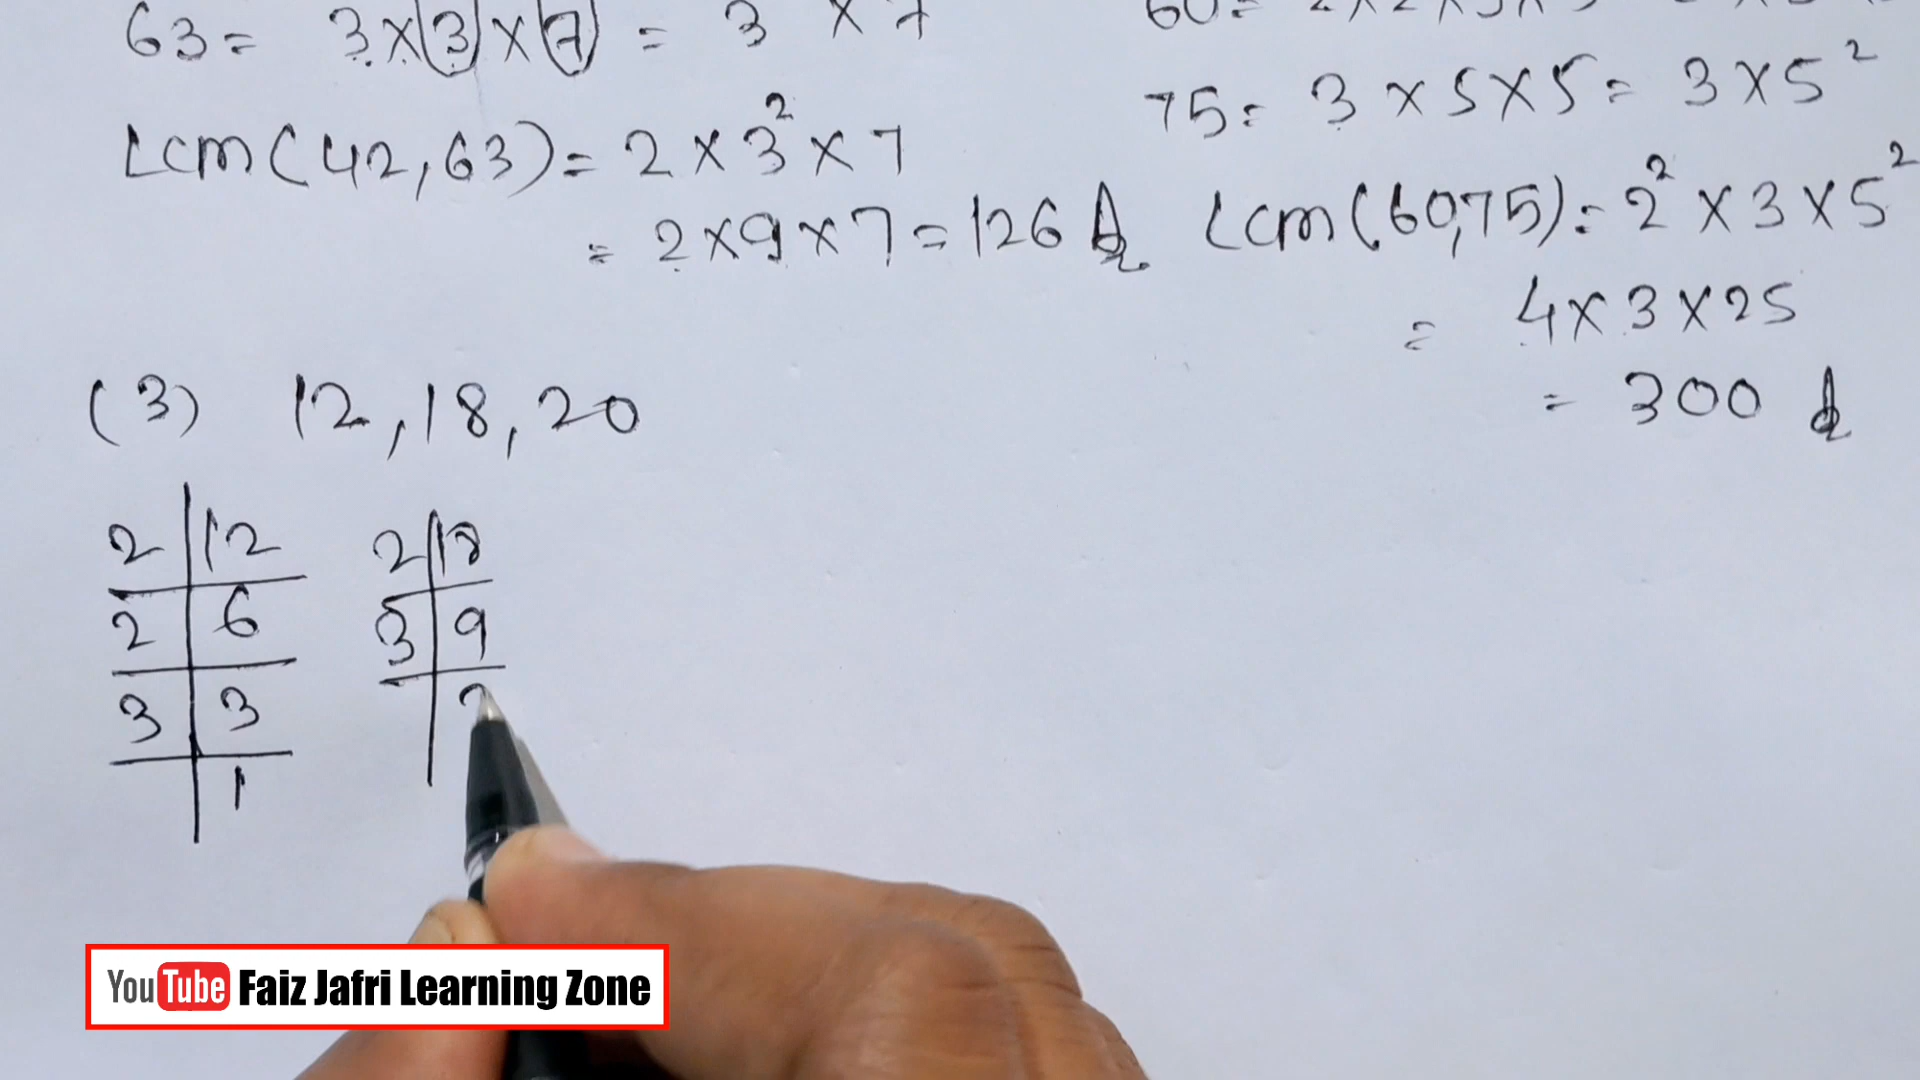 63 = 3 × 3 × 7 = 3 × 7
Lcm (42, 63) = 2 × 3² × 7
= 2 × 9 × 7 = 126
(3) 12, 18, 20
2 | 12
2 | 6
3 | 3
1
2 | 18
3 | 9
60 =
75 = 3 × 5 × 5 = 3 × 5²
Lcm (60, 75) = 2² × 3 × 5²
= 4 × 3 × 25
= 300
YouTube Faiz Jafri Learning Zone